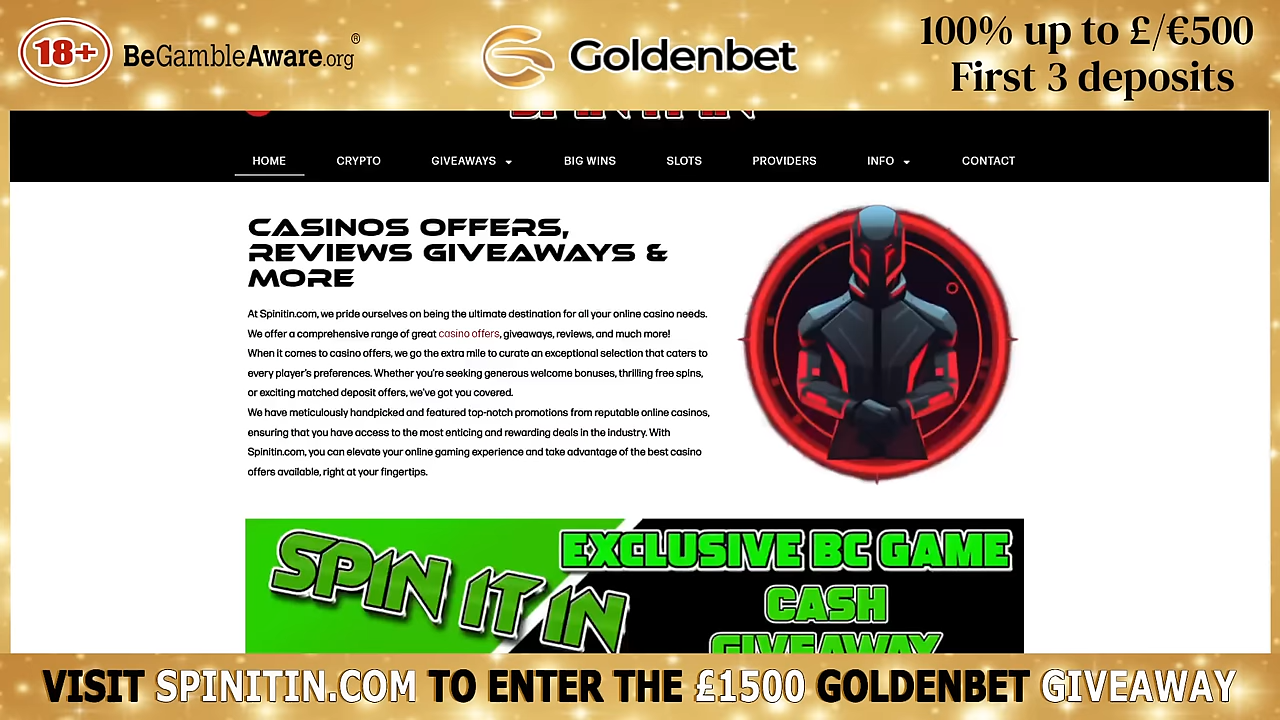 18+ BeGambleAware.org®
Goldenbet
100% up to £/€500
First 3 deposits
SPINITIN
HOME CRYPTO GIVEAWAYS BIG WINS SLOTS PROVIDERS INFO CONTACT
CASINOS OFFERS,
REVIEWS GIVEAWAYS &
MORE
At Spinitin.com, we pride ourselves on being the ultimate destination for all your online casino needs.
We offer a comprehensive range of great casino offers, giveaways, reviews, and much more!
When it comes to casino offers, we go the extra mile to curate an exceptional selection that caters to
every player's preferences. Whether you're seeking generous welcome bonuses, thrilling free spins,
or exciting matched deposit offers, we've got you covered.
We have meticulously handpicked and featured top-notch promotions from reputable online casinos,
ensuring that you have access to the most enticing and rewarding deals in the industry. With
Spinitin.com, you can elevate your online gaming experience and take advantage of the best casino
offers available, right at your fingertips.
SPIN IT IN
EXCLUSIVE BC GAME
CASH
GIVEAWAY
VISIT SPINITIN.COM TO ENTER THE £1500 GOLDENBET GIVEAWAY